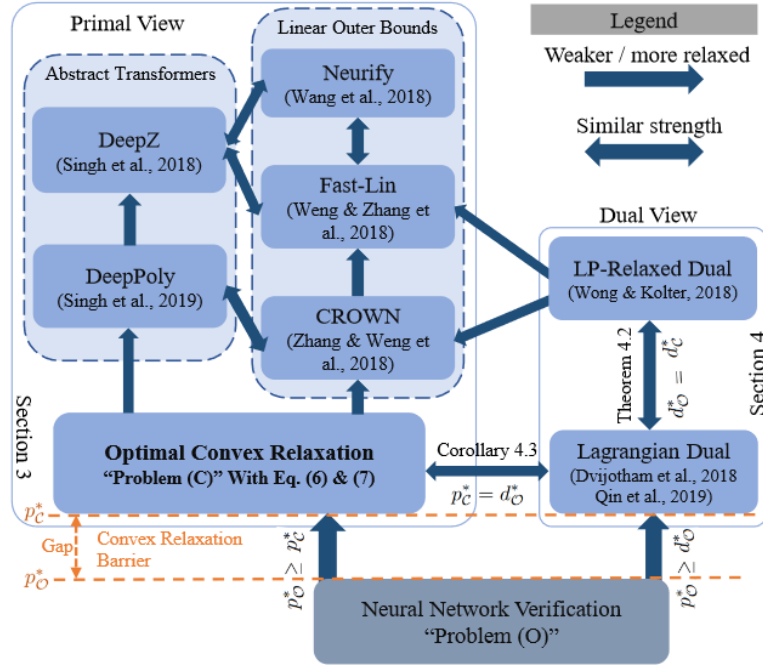 Primal View
Linear Outer Bounds
Abstract Transformers
Neurify
(Wang et al., 2018)
DeepZ
(Singh et al., 2018)
Fast-Lin
(Weng & Zhang et
al., 2018)
DeepPoly
(Singh et al., 2019)
CROWN
(Zhang & Weng et
al., 2018)
Section 3
Optimal Convex Relaxation
“Problem (C)” With Eq. (6) & (7)
Legend
Weaker / more relaxed
Similar strength
Dual View
LP-Relaxed Dual
(Wong & Kolter, 2018)
Theorem 4.2
d*_O = d*_C
Section 4
Corollary 4.3
p*_C = d*_O
Lagrangian Dual
(Dvijotham et al., 2018
Qin et al., 2019)
p*_C
Gap
Convex Relaxation
Barrier
p*_O
p*_O ≥ p*_C
p*_O ≥ d*_O
Neural Network Verification
“Problem (O)”